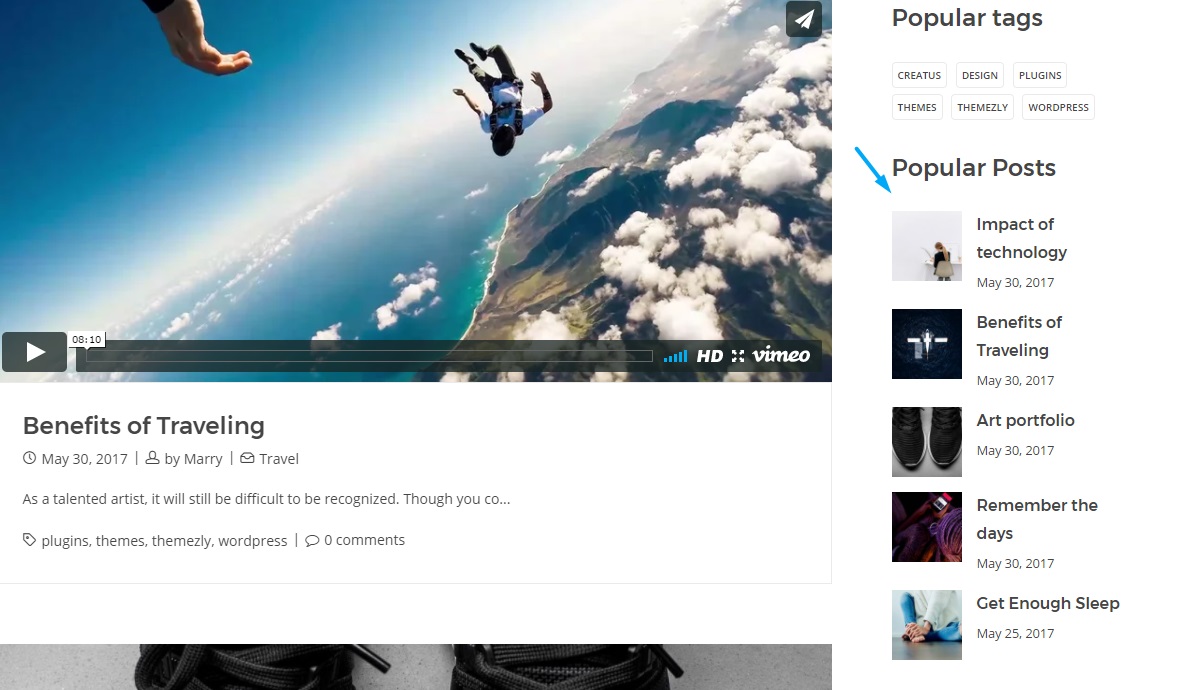 08:10
HD vimeo
Benefits of Traveling
May 30, 2017 | by Marry | Travel
As a talented artist, it will still be difficult to be recognized. Though you co...
plugins, themes, themezly, wordpress | 0 comments
Popular tags
CREATUS DESIGN PLUGINS
THEMES THEMEZLY WORDPRESS
Popular Posts
Impact of
technology
May 30, 2017
Benefits of
Traveling
May 30, 2017
Art portfolio
May 30, 2017
Remember the
days
May 30, 2017
Get Enough Sleep
May 25, 2017